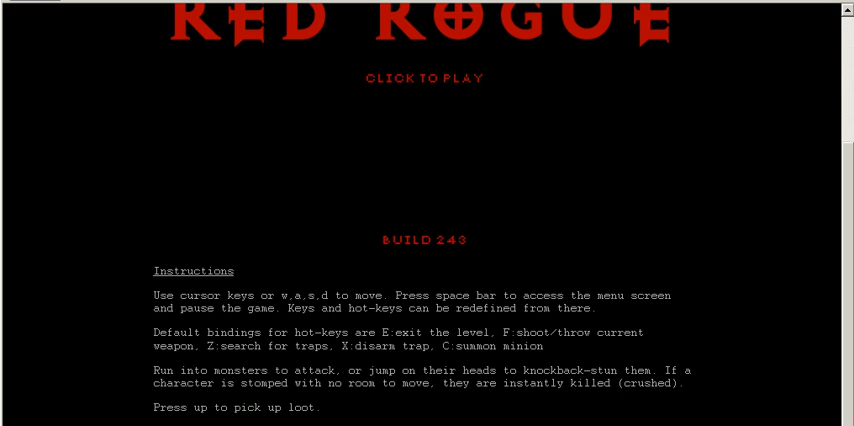 RED ROGUE
CLICK TO PLAY
BUILD 243
Instructions
Use cursor keys or w,a,s,d to move. Press space bar to access the menu screen
and pause the game. Keys and hot-keys can be redefined from there.
Default bindings for hot-keys are E:exit the level, F:shoot/throw current
weapon, Z:search for traps, X:disarm trap, C:summon minion
Run into monsters to attack, or jump on their heads to knockback-stun them. If a
character is stomped with no room to move, they are instantly killed (crushed).
Press up to pick up loot.